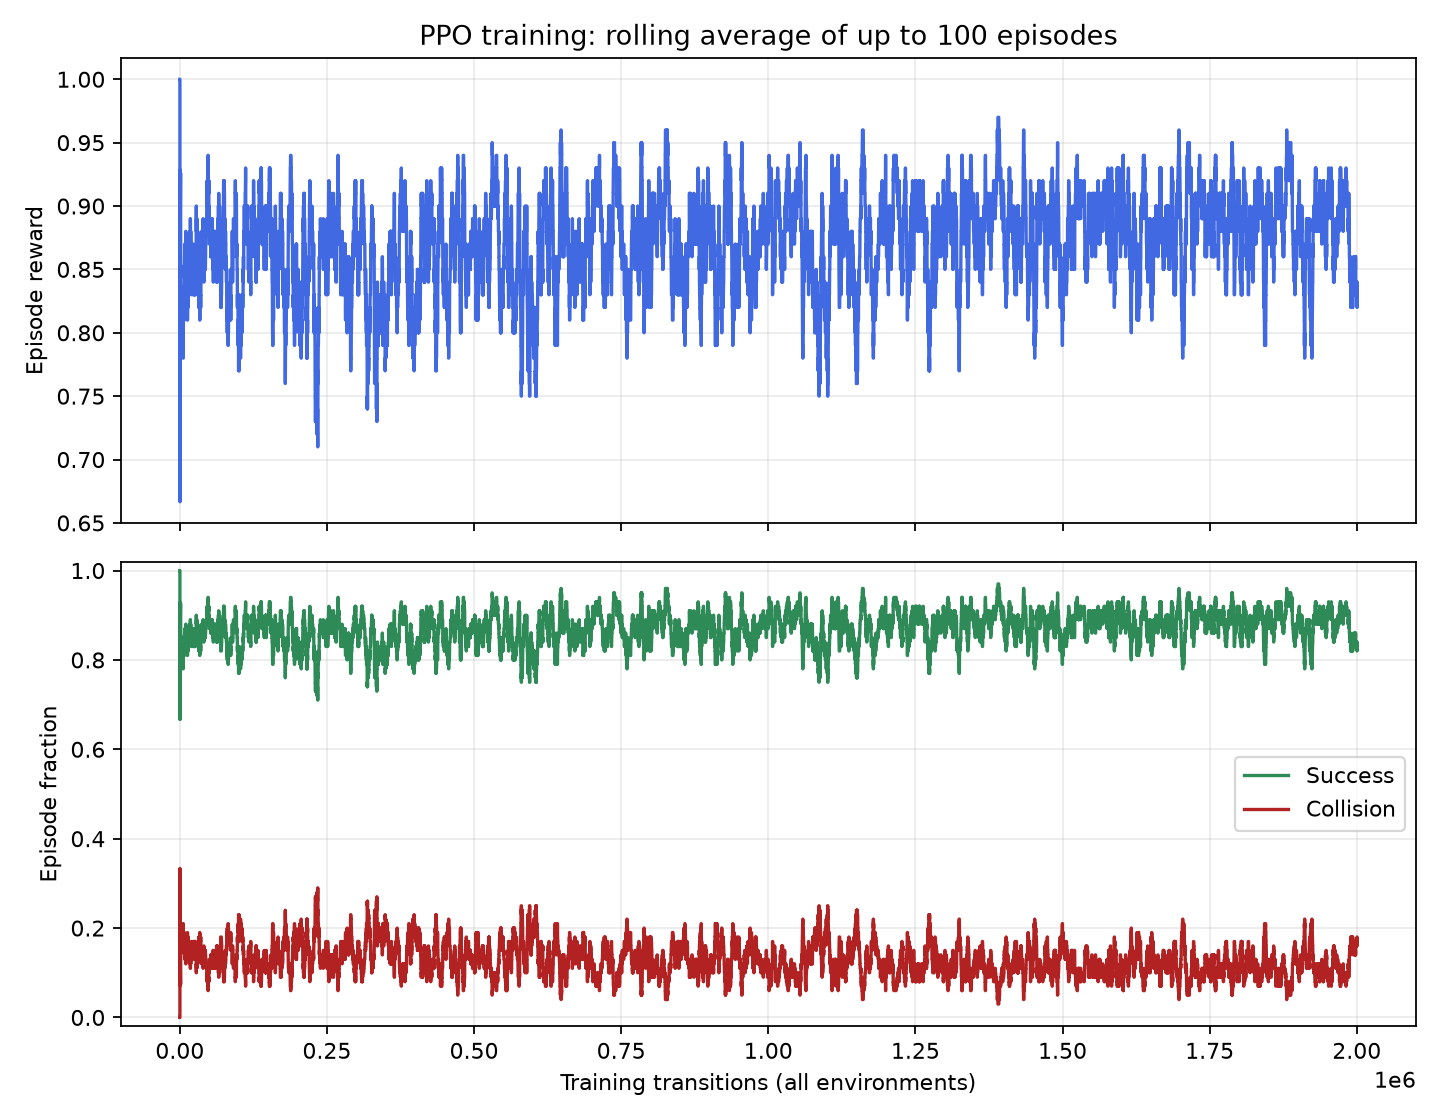 PPO training: rolling average of up to 100 episodes
1.00
0.95
0.90
0.85
0.80
0.75
0.70
0.65
Episode reward
1.0
0.8
0.6
0.4
0.2
0.0
Episode fraction
Success
Collision
0.00 0.25 0.50 0.75 1.00 1.25 1.50 1.75 2.00
1e6
Training transitions (all environments)